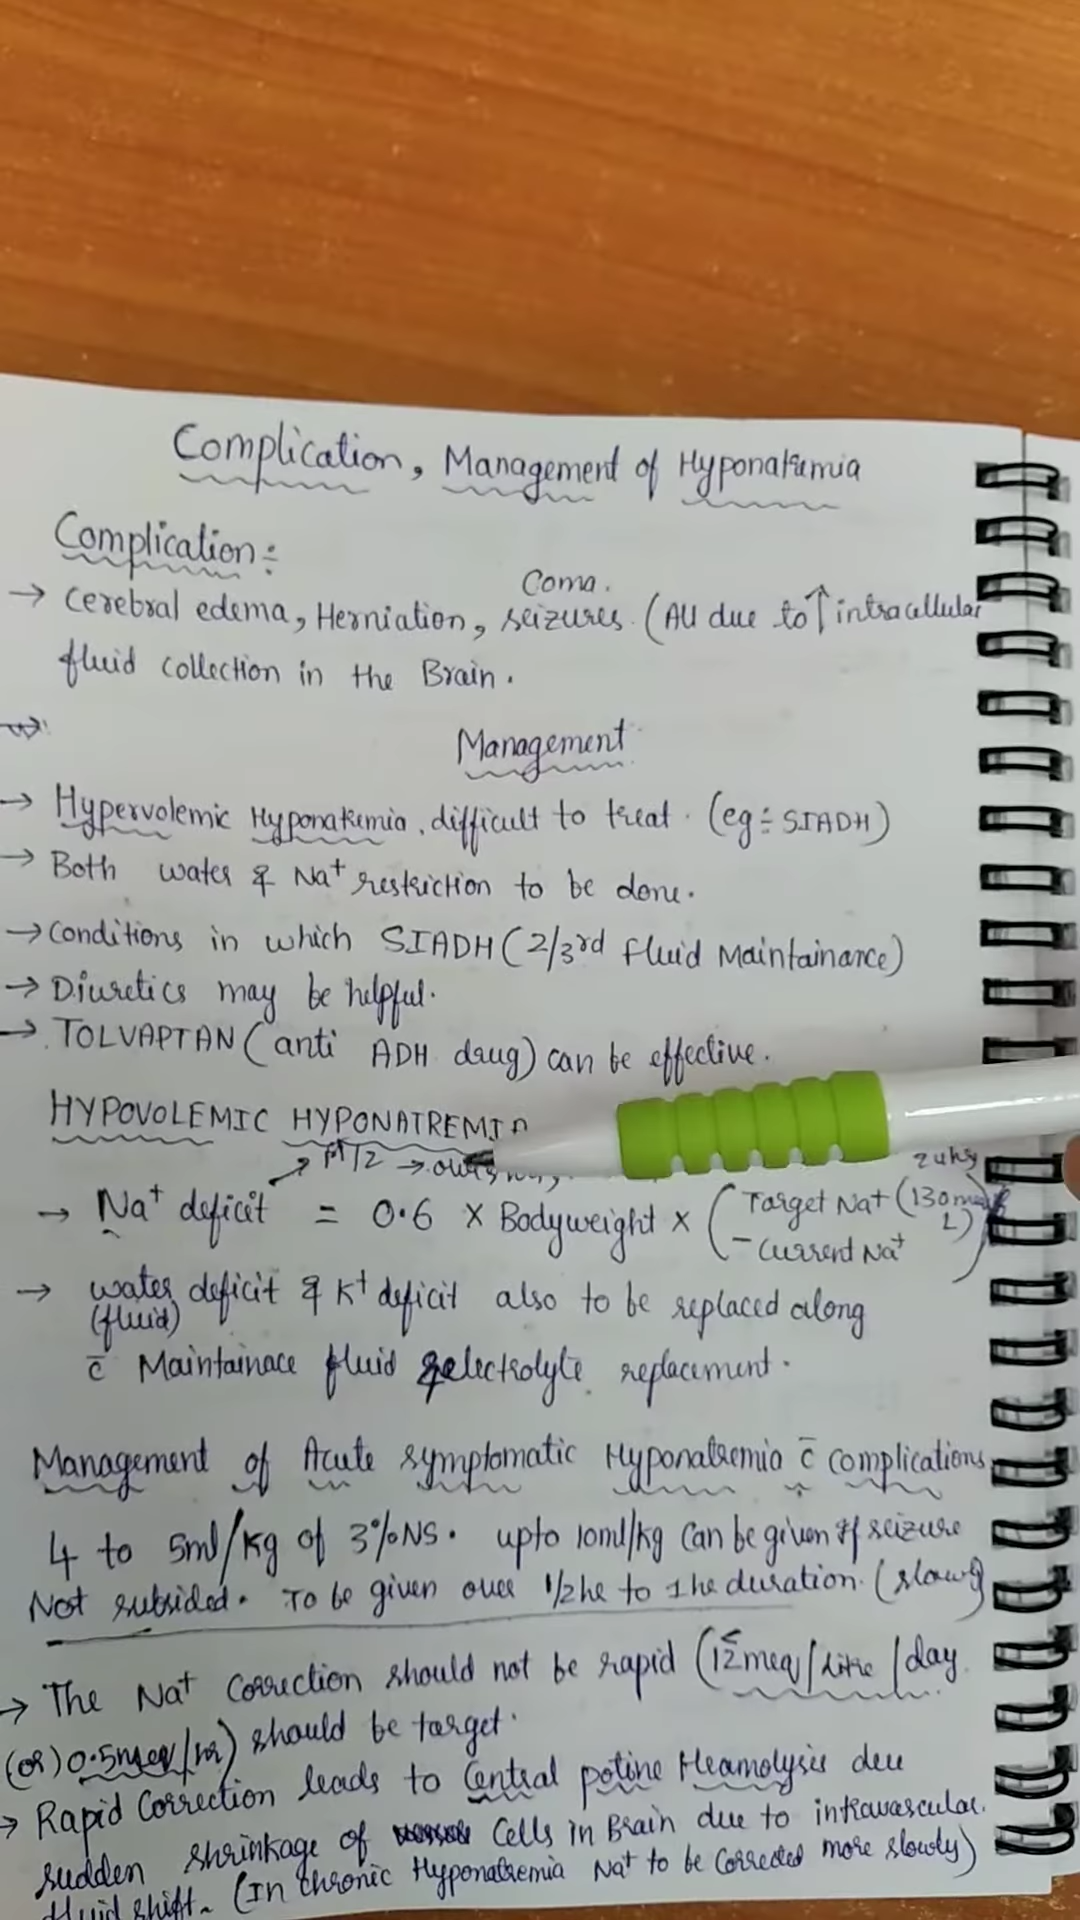 Complication, Management of Hyponatremia
Complication :
Coma.
→ Cerebral edema, Herniation, seizures. (All due to ↑ intracellular
fluid collection in the Brain.
Management
→ Hypervolemic Hyponatremia, difficult to treat. (eg : SIADH)
→ Both water & Na+ restriction to be done.
→ Conditions in which SIADH (2/3rd fluid Maintainance)
→ Diuretics may be helpful.
→ TOLVAPTAN (anti ADH drug) can be effective.
HYPOVOLEMIC HYPONATREMIA
24hrs
→ Na+ deficit = 0.6 × Bodyweight × (Target Na+ (130meq/L)
- Current Na+)
→ water deficit & K+ deficit also to be replaced along
(fluid)
c̄ Maintainace fluid & electrolyte replacement.
Management of Acute symptomatic Hyponatremia c̄ complications
4 to 5ml/kg of 3%NS. upto 10ml/kg can be given if seizure
Not subsided. To be given over 1/2hr to 1hr duration. (slowly)
→ The Na+ correction should not be rapid (≤12meq/litre/day
(or) 0.5meq/hr) should be target.
→ Rapid correction leads to Central potine Heamolysis due
sudden shrinkage of cells in Brain due to intravascular
fluid shift. (In chronic Hyponatremia Na+ to be corrected more slowly)